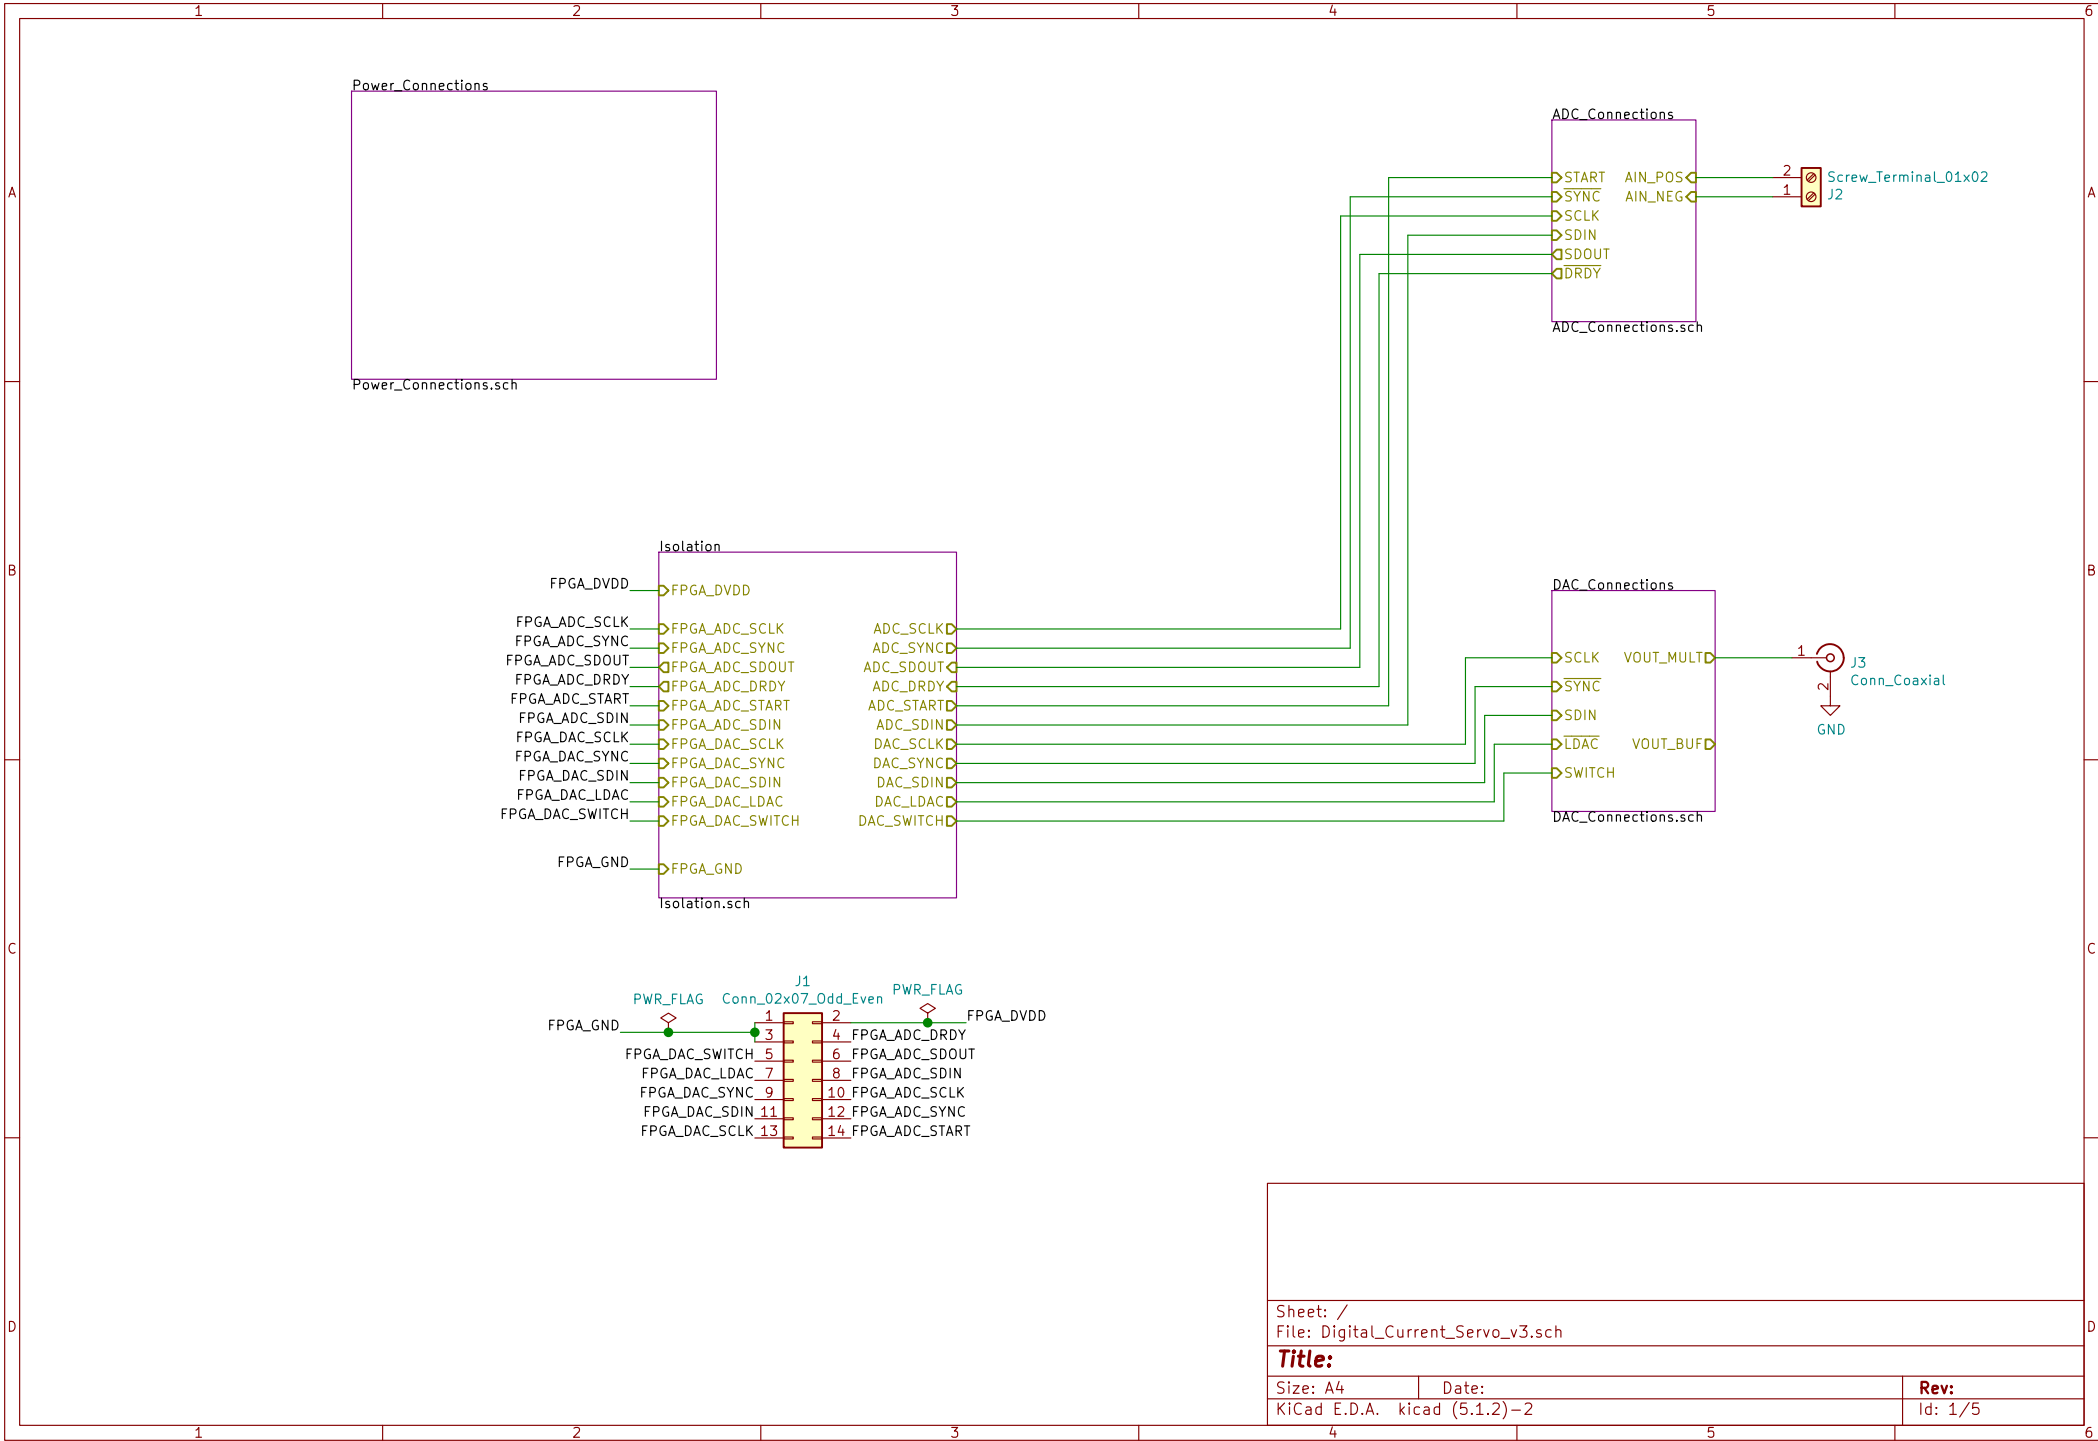 1 2 3 4 5 6
A
B
C
D
Power_Connections
Power_Connections.sch
ADC_Connections
START AIN_POS
SYNC AIN_NEG
SCLK
SDIN
SDOUT
DRDY
ADC_Connections.sch
2 Screw_Terminal_01x02
1 J2
A
B
C
D
Isolation
FPGA_DVDD FPGA_DVDD
FPGA_ADC_SCLK FPGA_ADC_SCLK ADC_SCLK
FPGA_ADC_SYNC FPGA_ADC_SYNC ADC_SYNC
FPGA_ADC_SDOUT FPGA_ADC_SDOUT ADC_SDOUT
FPGA_ADC_DRDY FPGA_ADC_DRDY ADC_DRDY
FPGA_ADC_START FPGA_ADC_START ADC_START
FPGA_ADC_SDIN FPGA_ADC_SDIN ADC_SDIN
FPGA_DAC_SCLK FPGA_DAC_SCLK DAC_SCLK
FPGA_DAC_SYNC FPGA_DAC_SYNC DAC_SYNC
FPGA_DAC_SDIN FPGA_DAC_SDIN DAC_SDIN
FPGA_DAC_LDAC FPGA_DAC_LDAC DAC_LDAC
FPGA_DAC_SWITCH FPGA_DAC_SWITCH DAC_SWITCH
FPGA_GND FPGA_GND
Isolation.sch
DAC_Connections
SCLK VOUT_MULT
SYNC
SDIN
LDAC VOUT_BUF
SWITCH
DAC_Connections.sch
1
J3
Conn_Coaxial
2
GND
J1
Conn_02x07_Odd_Even
PWR_FLAG
PWR_FLAG
FPGA_GND 1 2 FPGA_DVDD
3 4 FPGA_ADC_DRDY
FPGA_DAC_SWITCH 5 6 FPGA_ADC_SDOUT
FPGA_DAC_LDAC 7 8 FPGA_ADC_SDIN
FPGA_DAC_SYNC 9 10 FPGA_ADC_SCLK
FPGA_DAC_SDIN 11 12 FPGA_ADC_SYNC
FPGA_DAC_SCLK 13 14 FPGA_ADC_START
Sheet: /
File: Digital_Current_Servo_v3.sch
Title:
Size: A4 Date: Rev:
KiCad E.D.A. kicad (5.1.2)-2 Id: 1/5
1 2 3 4 5 6